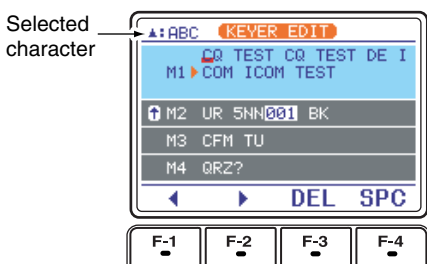 Selected
character
▲:ABC KEYER EDIT
CQ TEST CQ TEST DE I
M1 COM ICOM TEST
M2 UR 5NN001 BK
M3 CFM TU
M4 QRZ?
DEL SPC
F-1 F-2 F-3 F-4